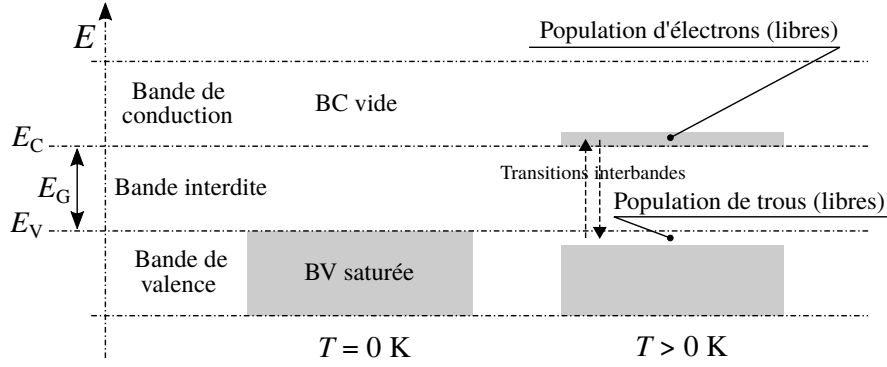 E
Population d'électrons (libres)
Bande de
conduction
BC vide
E_C
Transitions interbandes
E_G
Bande interdite
Population de trous (libres)
E_V
Bande de
valence
BV saturée
T = 0 K
T > 0 K